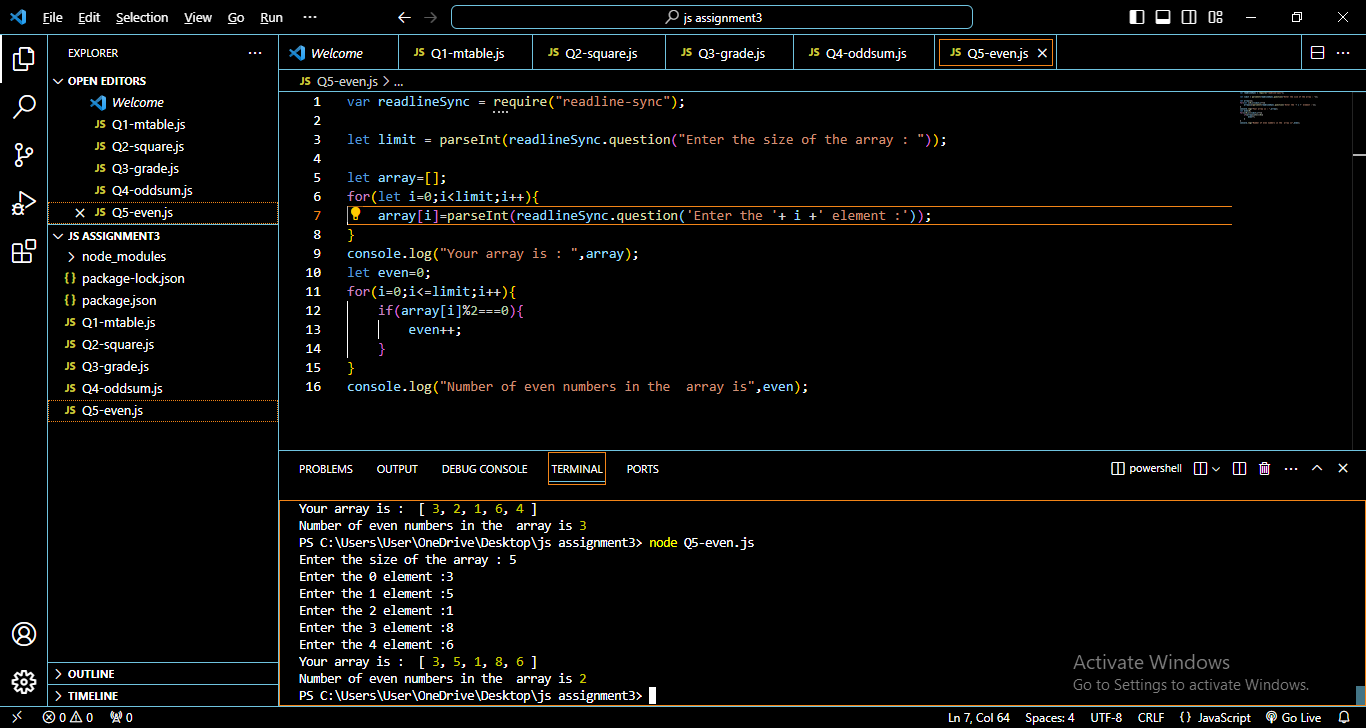 File Edit Selection View Go Run ··· js assignment3
EXPLORER ···
OPEN EDITORS
Welcome
JS Q1-mtable.js
JS Q2-square.js
JS Q3-grade.js
JS Q4-oddsum.js
JS Q5-even.js
JS ASSIGNMENT3
node_modules
{} package-lock.json
{} package.json
JS Q1-mtable.js
JS Q2-square.js
JS Q3-grade.js
JS Q4-oddsum.js
JS Q5-even.js
OUTLINE
TIMELINE
Welcome JS Q1-mtable.js JS Q2-square.js JS Q3-grade.js JS Q4-oddsum.js JS Q5-even.js
JS Q5-even.js > ...
1 var readlineSync = require("readline-sync");
2
3 let limit = parseInt(readlineSync.question("Enter the size of the array : "));
4
5 let array=[];
6 for(let i=0;i<limit;i++){
7 array[i]=parseInt(readlineSync.question('Enter the '+ i +' element :'));
8 }
9 console.log("Your array is : ",array);
10 let even=0;
11 for(i=0;i<=limit;i++){
12 if(array[i]%2===0){
13 even++;
14 }
15 }
16 console.log("Number of even numbers in the  array is",even);
PROBLEMS OUTPUT DEBUG CONSOLE TERMINAL PORTS powershell
Your array is :  [ 3, 2, 1, 6, 4 ]
Number of even numbers in the  array is 3
PS C:\Users\User\OneDrive\Desktop\js assignment3> node Q5-even.js
Enter the size of the array : 5
Enter the 0 element :3
Enter the 1 element :5
Enter the 2 element :1
Enter the 3 element :8
Enter the 4 element :6
Your array is :  [ 3, 5, 1, 8, 6 ]
Number of even numbers in the  array is 2
PS C:\Users\User\OneDrive\Desktop\js assignment3>
Activate Windows
Go to Settings to activate Windows.
0 0 0 Ln 7, Col 64 Spaces: 4 UTF-8 CRLF {} JavaScript Go Live